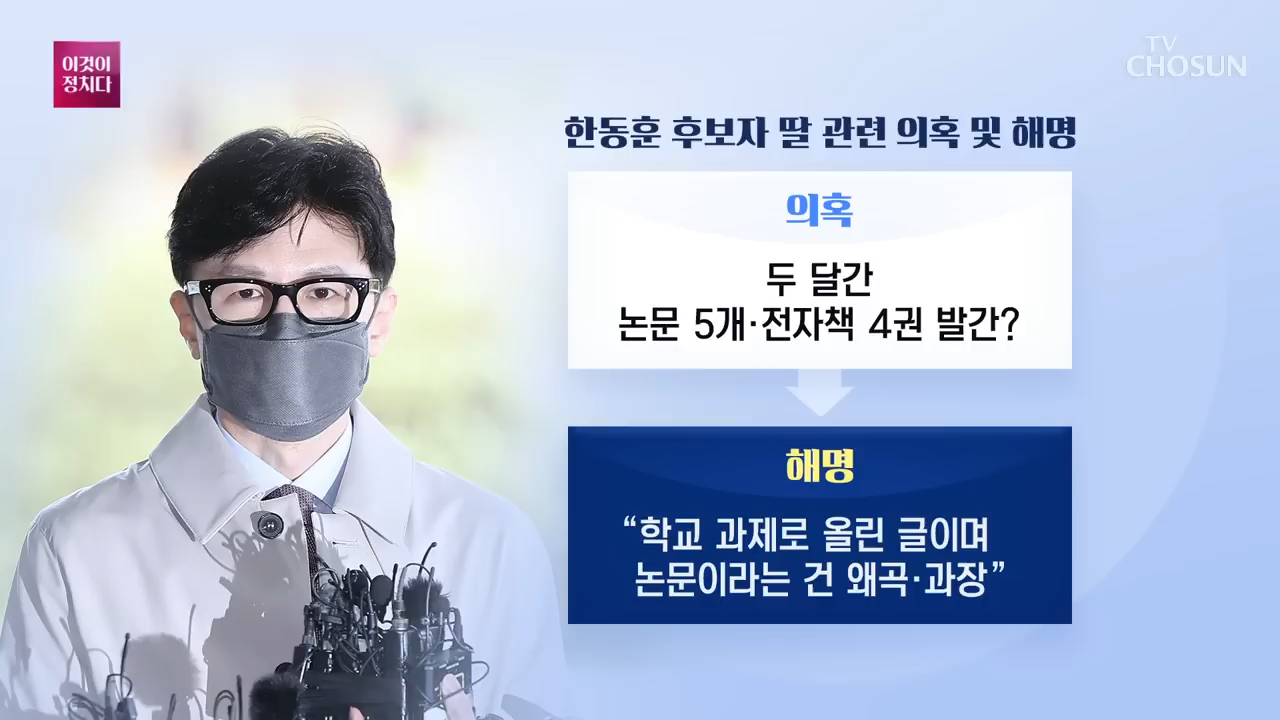 이것이
정치다
TV
CHOSUN
한동훈 후보자 딸 관련 의혹 및 해명
의혹
두 달간
논문 5개·전자책 4권 발간?
해명
“학교 과제로 올린 글이며
논문이라는 건 왜곡·과장”